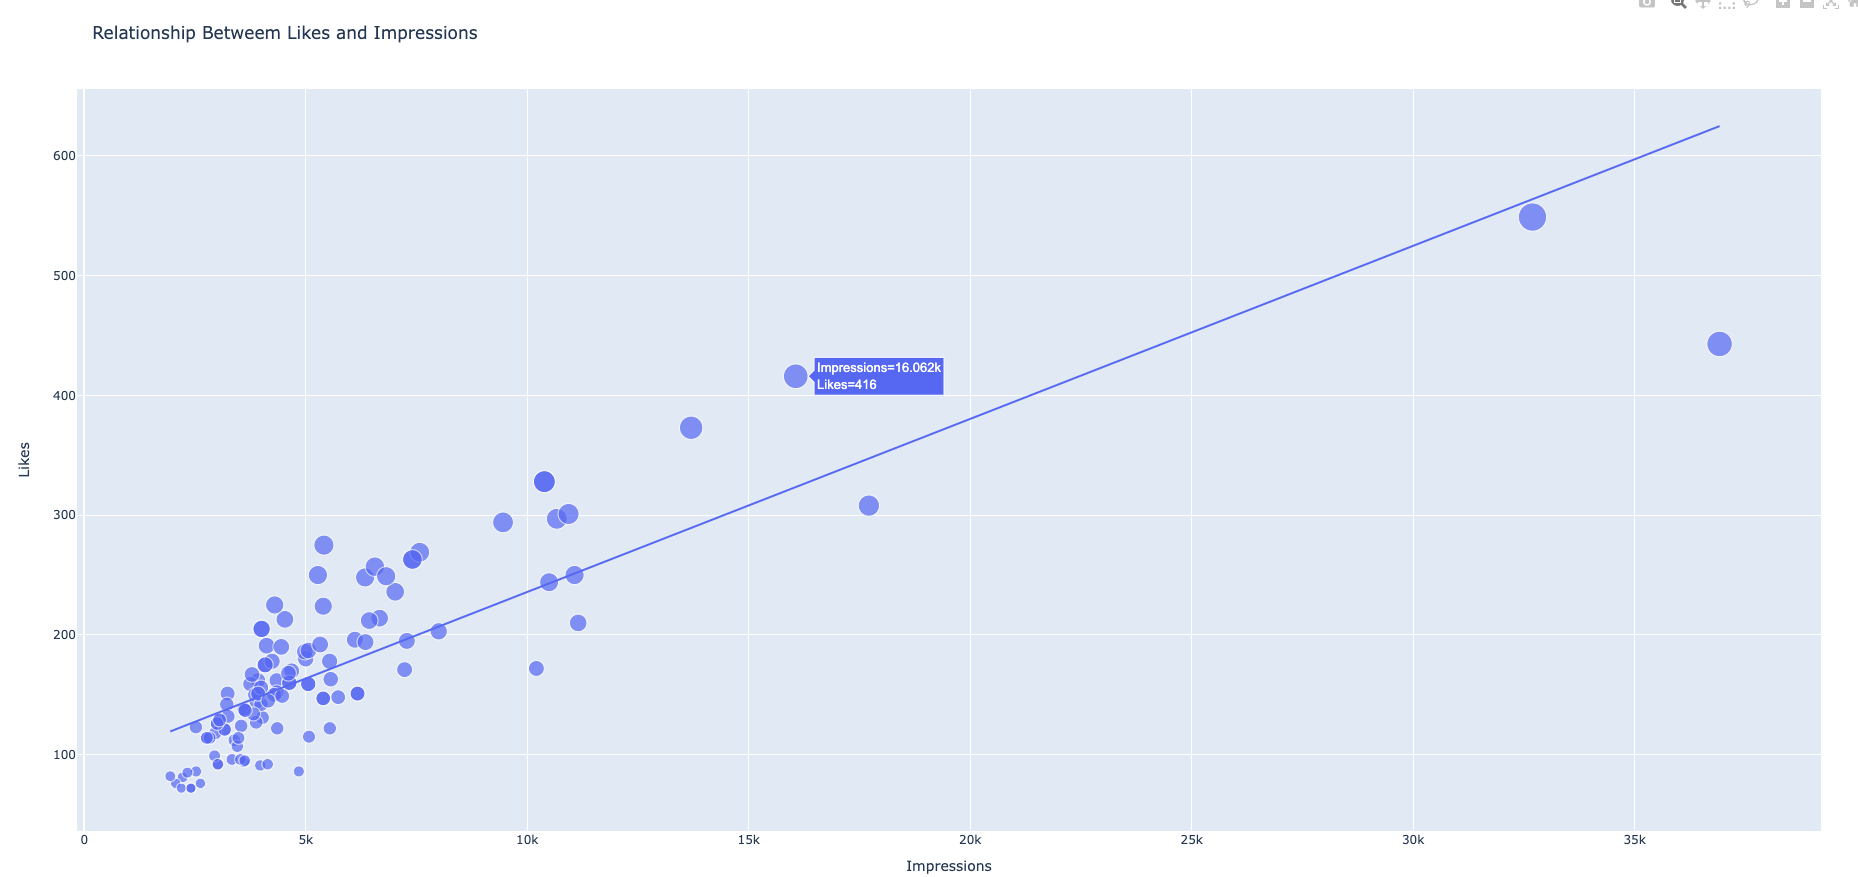 Relationship Betweem Likes and Impressions
600
500
400
300
200
100
Likes
Impressions=16.062k
Likes=416
0 5k 10k 15k 20k 25k 30k 35k
Impressions